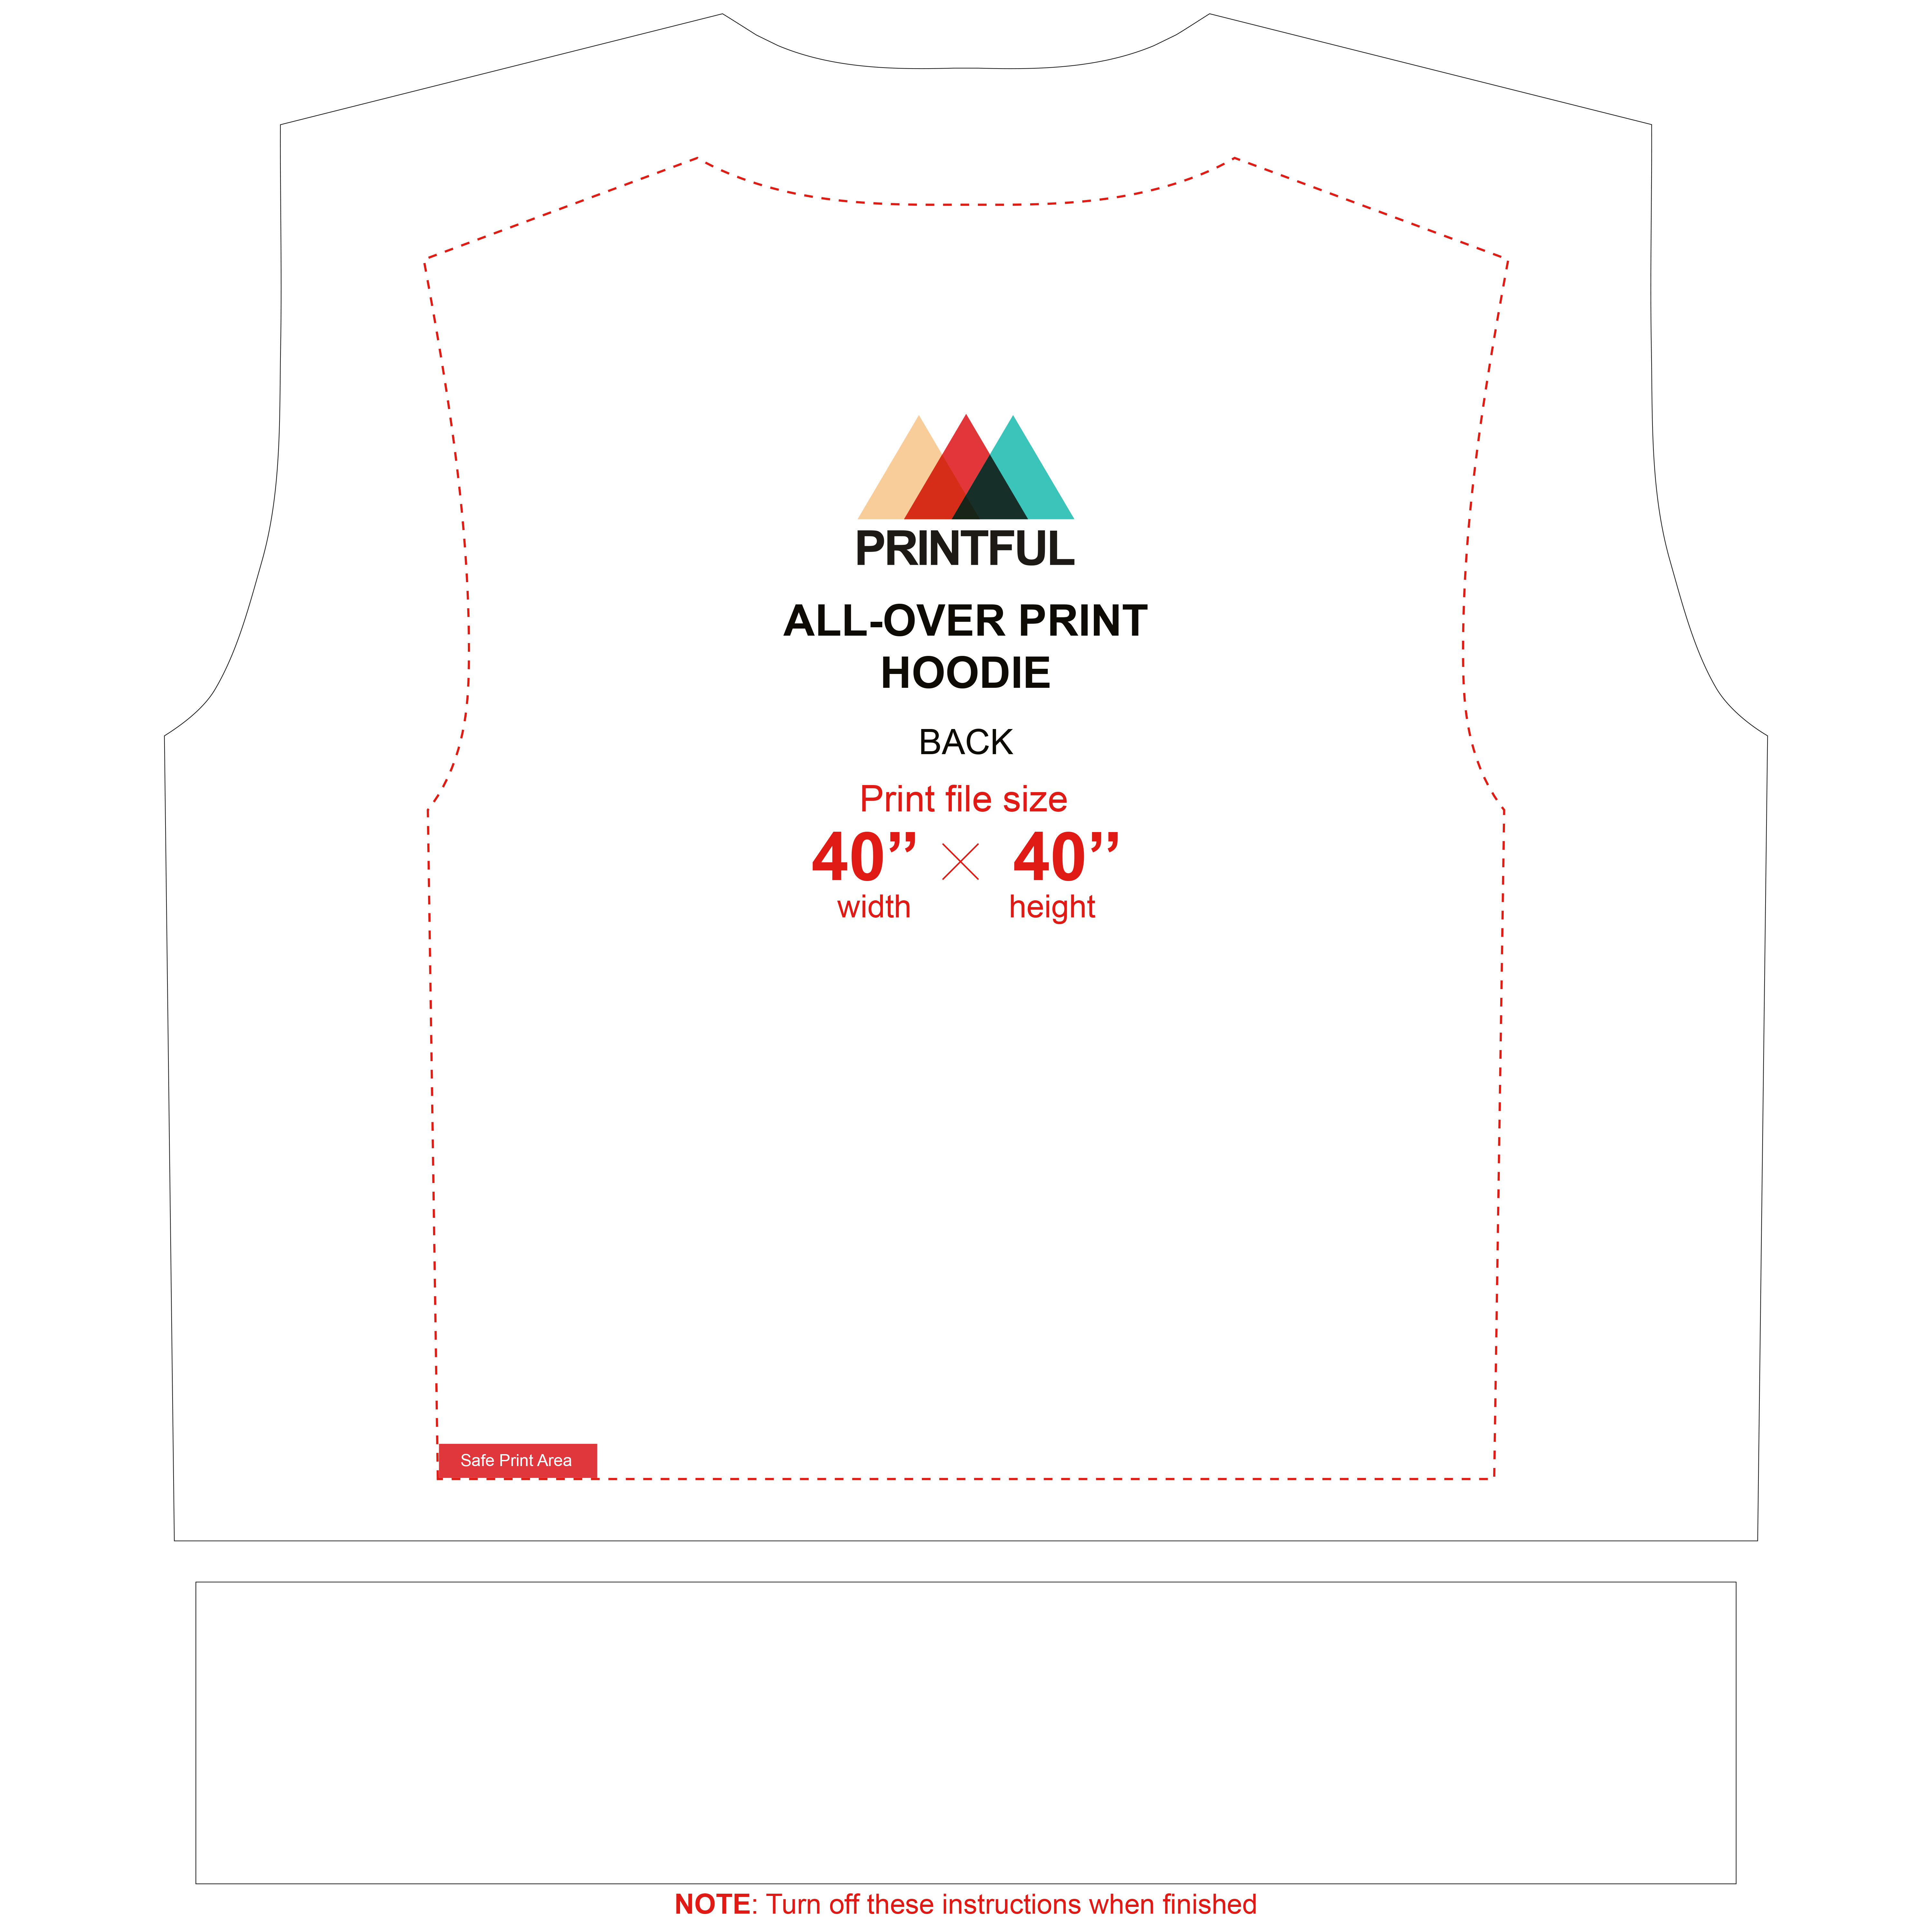 PRINTFUL
ALL-OVER PRINT
HOODIE
BACK
Print file size
40” × 40”
width height
Safe Print Area
NOTE: Turn off these instructions when finished